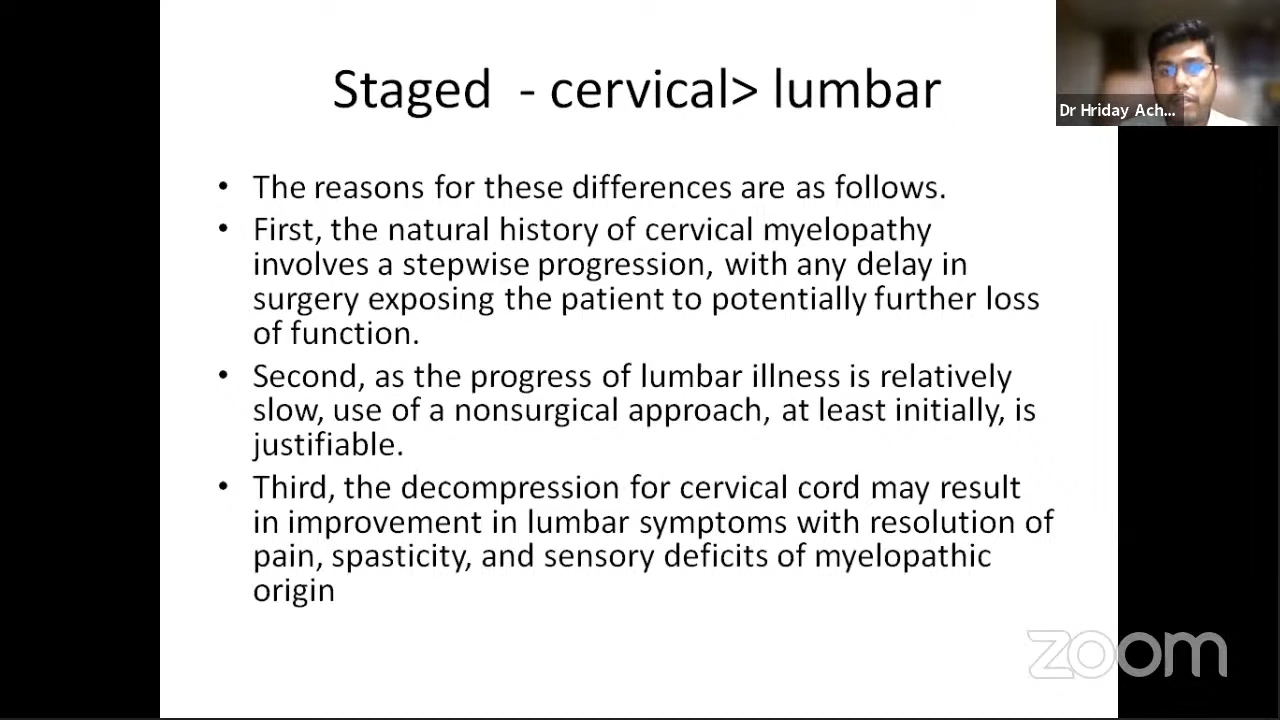 Staged - cervical> lumbar
Dr Hriday Ach...
• The reasons for these differences are as follows.
• First, the natural history of cervical myelopathy
involves a stepwise progression, with any delay in
surgery exposing the patient to potentially further loss
of function.
• Second, as the progress of lumbar illness is relatively
slow, use of a nonsurgical approach, at least initially, is
justifiable.
• Third, the decompression for cervical cord may result
in improvement in lumbar symptoms with resolution of
pain, spasticity, and sensory deficits of myelopathic
origin
zoom